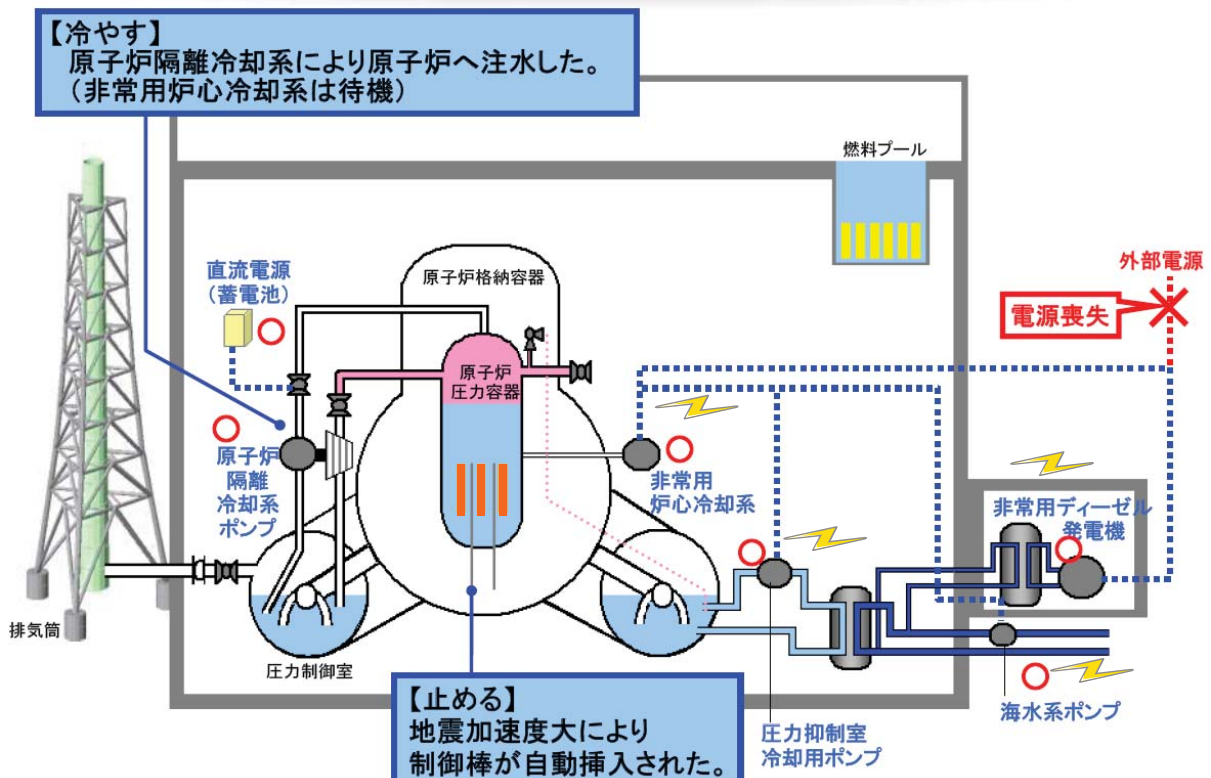 【冷やす】
原子炉隔離冷却系により原子炉へ注水した。
（非常用炉心冷却系は待機）
燃料プール
外部電源
電源喪失
直流電源
（蓄電池）
原子炉格納容器
原子炉
圧力容器
原子炉
隔離
冷却系
ポンプ
非常用
炉心冷却系
非常用ディーゼル
発電機
排気筒
圧力制御室
【止める】
地震加速度大により
制御棒が自動挿入された。
圧力抑制室
冷却用ポンプ
海水系ポンプ